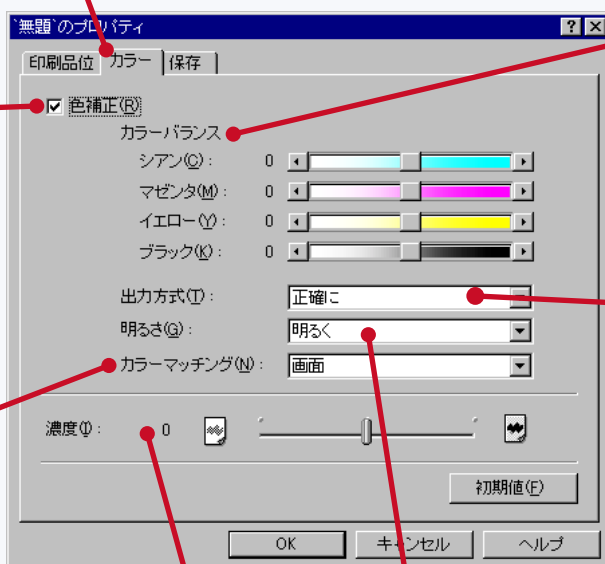 `無題`のプロパティ
印刷品位 カラー 保存
色補正(R)
カラーバランス
シアン(C): 0
マゼンタ(M): 0
イエロー(Y): 0
ブラック(K): 0
出力方式(T): 正確に
明るさ(G): 明るく
カラーマッチング(N): 画面
濃度(I): 0
初期値(F)
OK キャンセル ヘルプ